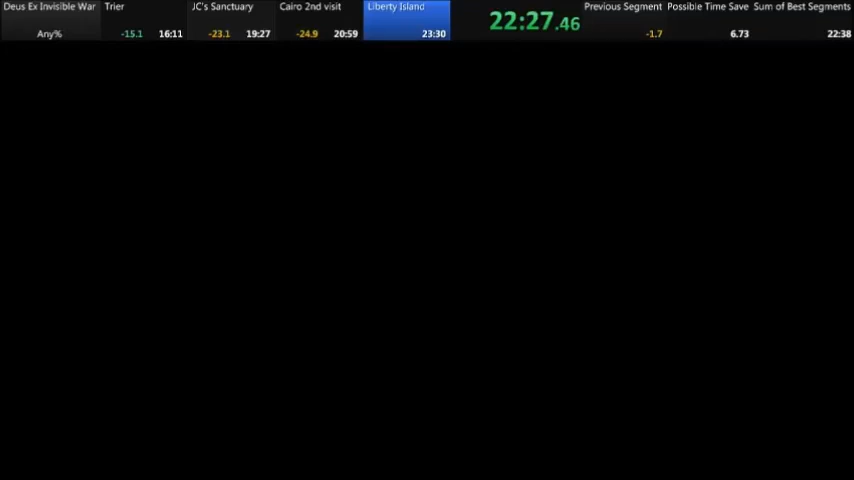 Deus Ex Invisible War
Any%
Trier
-15.1 16:11
JC's Sanctuary
-23.1 19:27
Cairo 2nd visit
-24.9 20:59
Liberty Island
23:30
22:27.46
Previous Segment
-1.7
Possible Time Save
6.73
Sum of Best Segments
22:38